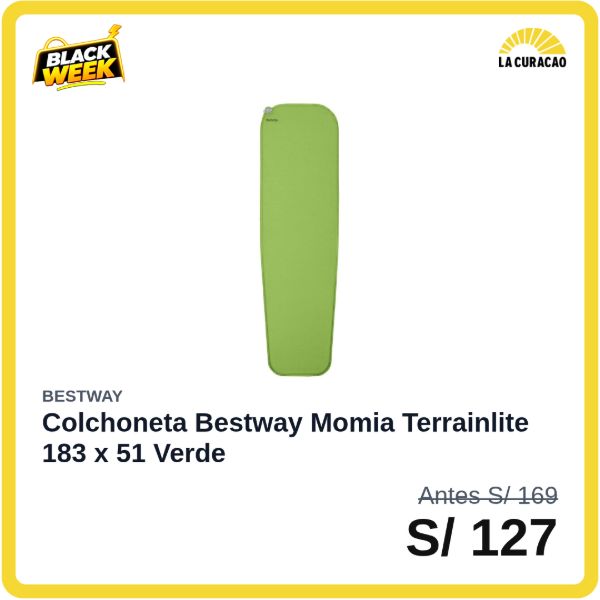 BLACK
WEEK
LA CURACAO
BESTWAY
Colchoneta Bestway Momia Terrainlite
183 x 51 Verde
Antes S/ 169
S/ 127